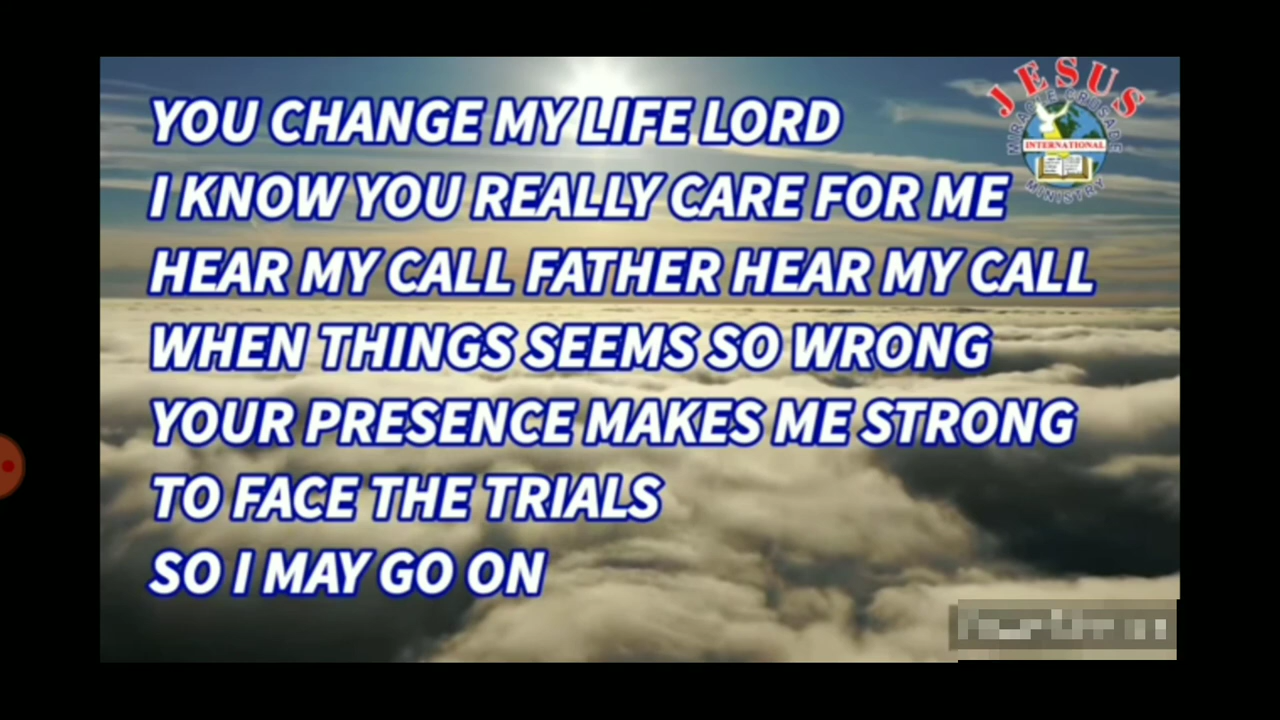 YOU CHANGE MY LIFE LORD
I KNOW YOU REALLY CARE FOR ME
HEAR MY CALL FATHER HEAR MY CALL
WHEN THINGS SEEMS SO WRONG
YOUR PRESENCE MAKES ME STRONG
TO FACE THE TRIALS
SO I MAY GO ON
JESUS
MIRACLE CRUSADE
INTERNATIONAL
MINISTRY